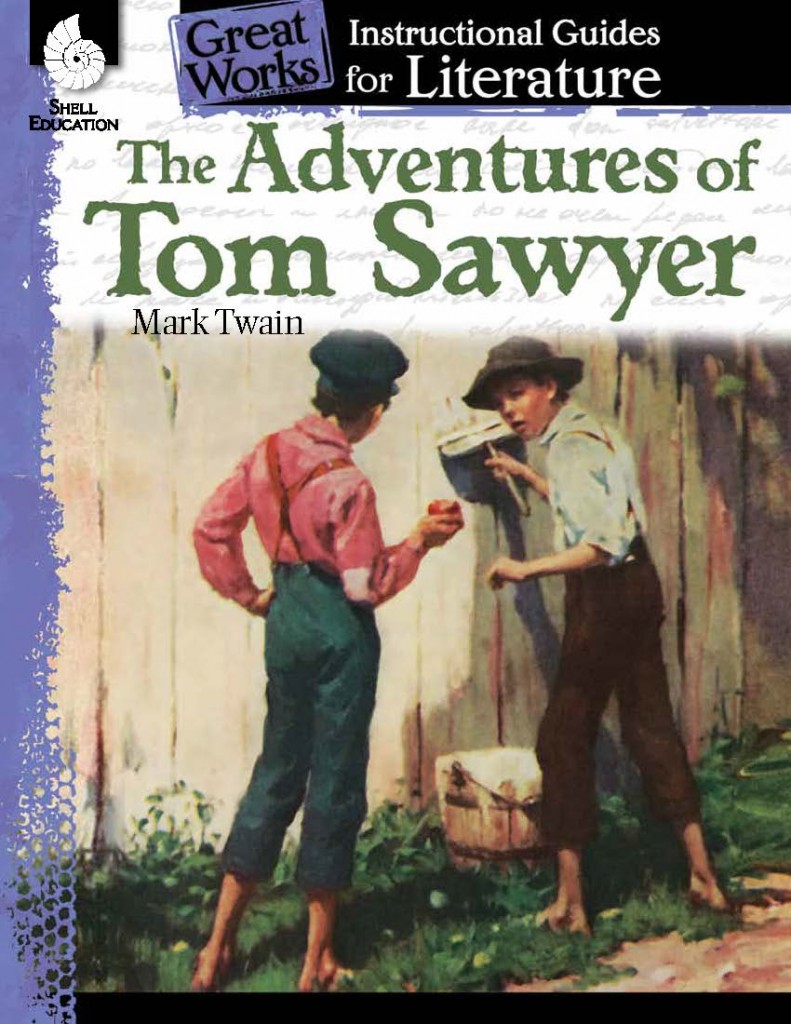 Great
Works
Instructional Guides
for Literature
SHELL
EDUCATION
The Adventures of
Tom Sawyer
Mark Twain